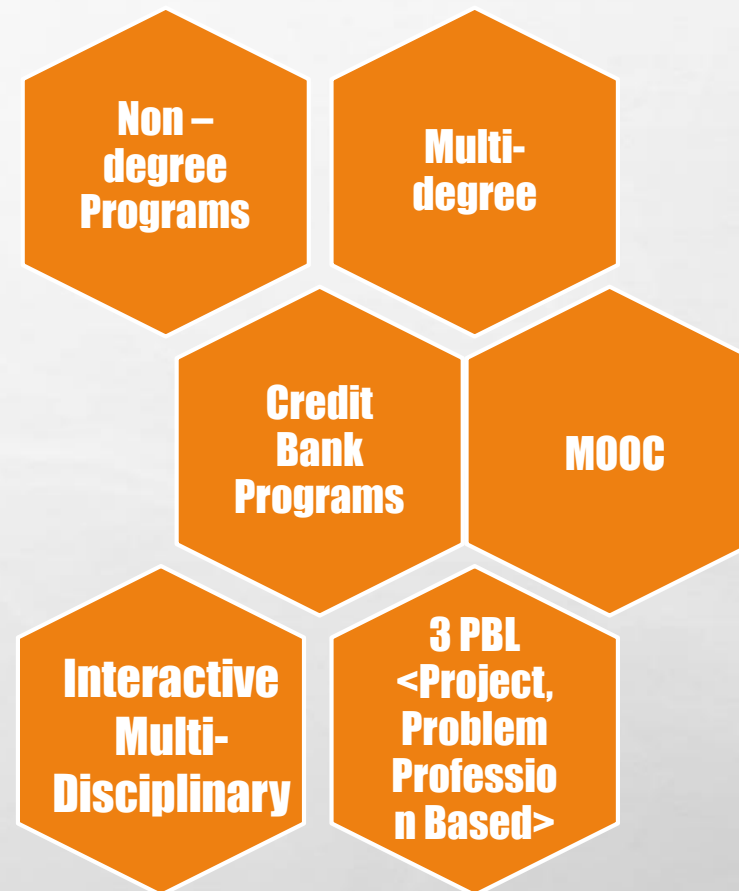 Non –
degree
Programs
Multi-
degree
Credit
Bank
Programs
MOOC
Interactive
Multi-
Disciplinary
3 PBL
<Project,
Problem
Professio
n Based>